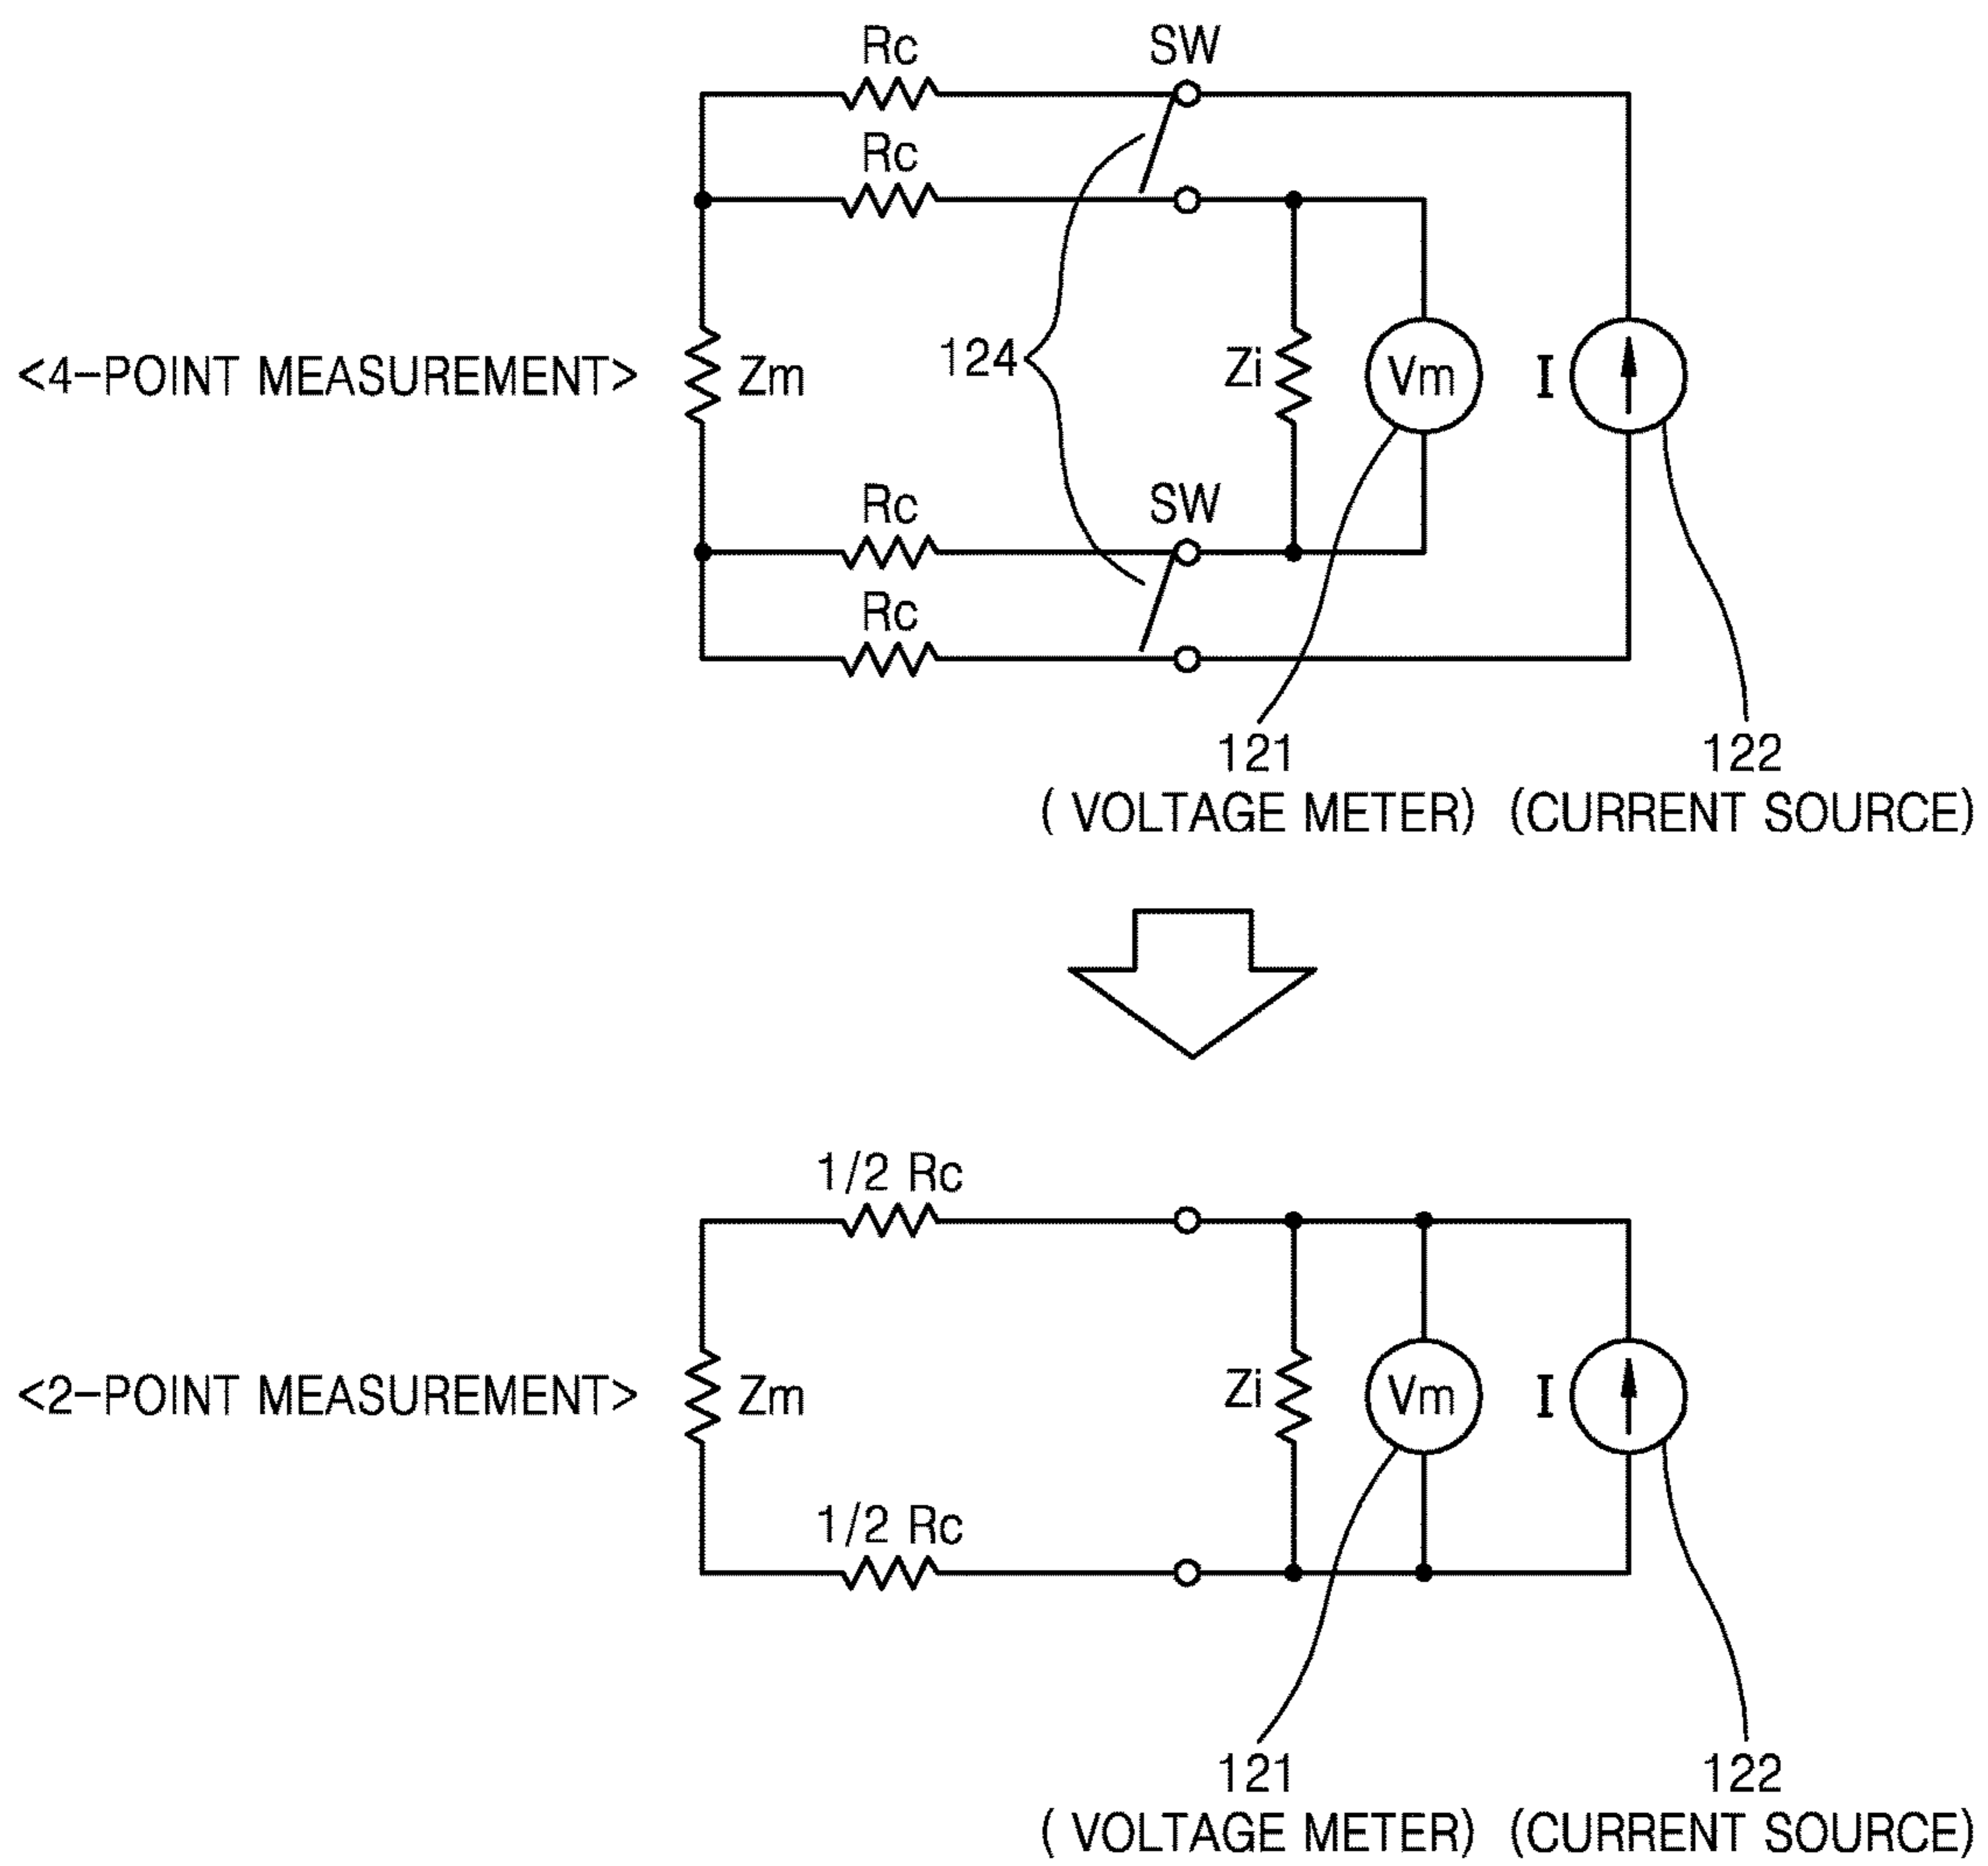 Rc
SW
Rc
<4-POINT MEASUREMENT>
Zm
124
Zi
Vm
I
Rc
SW
Rc
121
122
( VOLTAGE METER)
(CURRENT SOURCE)
1/2 Rc
<2-POINT MEASUREMENT>
Zm
Zi
Vm
I
1/2 Rc
121
122
( VOLTAGE METER)
(CURRENT SOURCE)